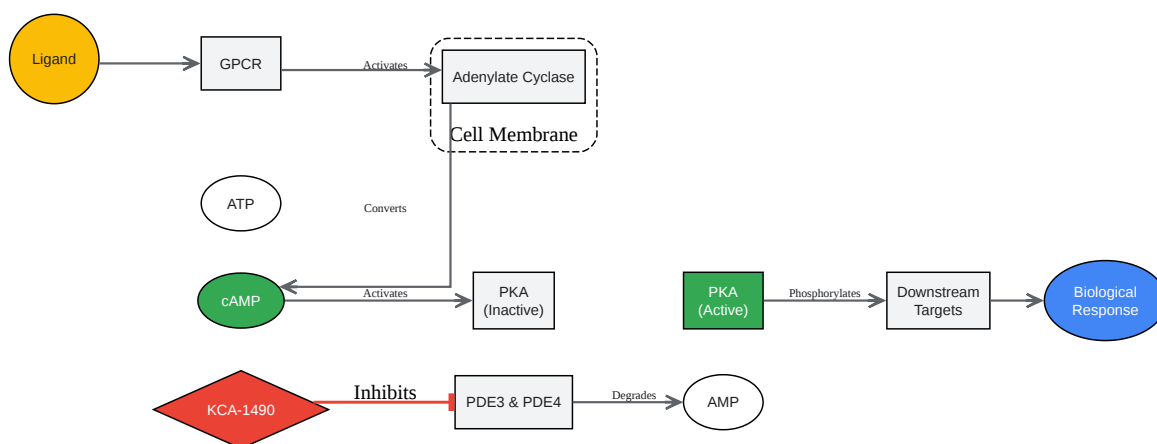 Ligand
GPCR
Activates
Adenylate Cyclase
Cell Membrane
ATP
Converts
cAMP
Activates
PKA
(Inactive)
PKA
(Active)
Phosphorylates
Downstream
Targets
Biological
Response
KCA-1490
Inhibits
PDE3 & PDE4
Degrades
AMP